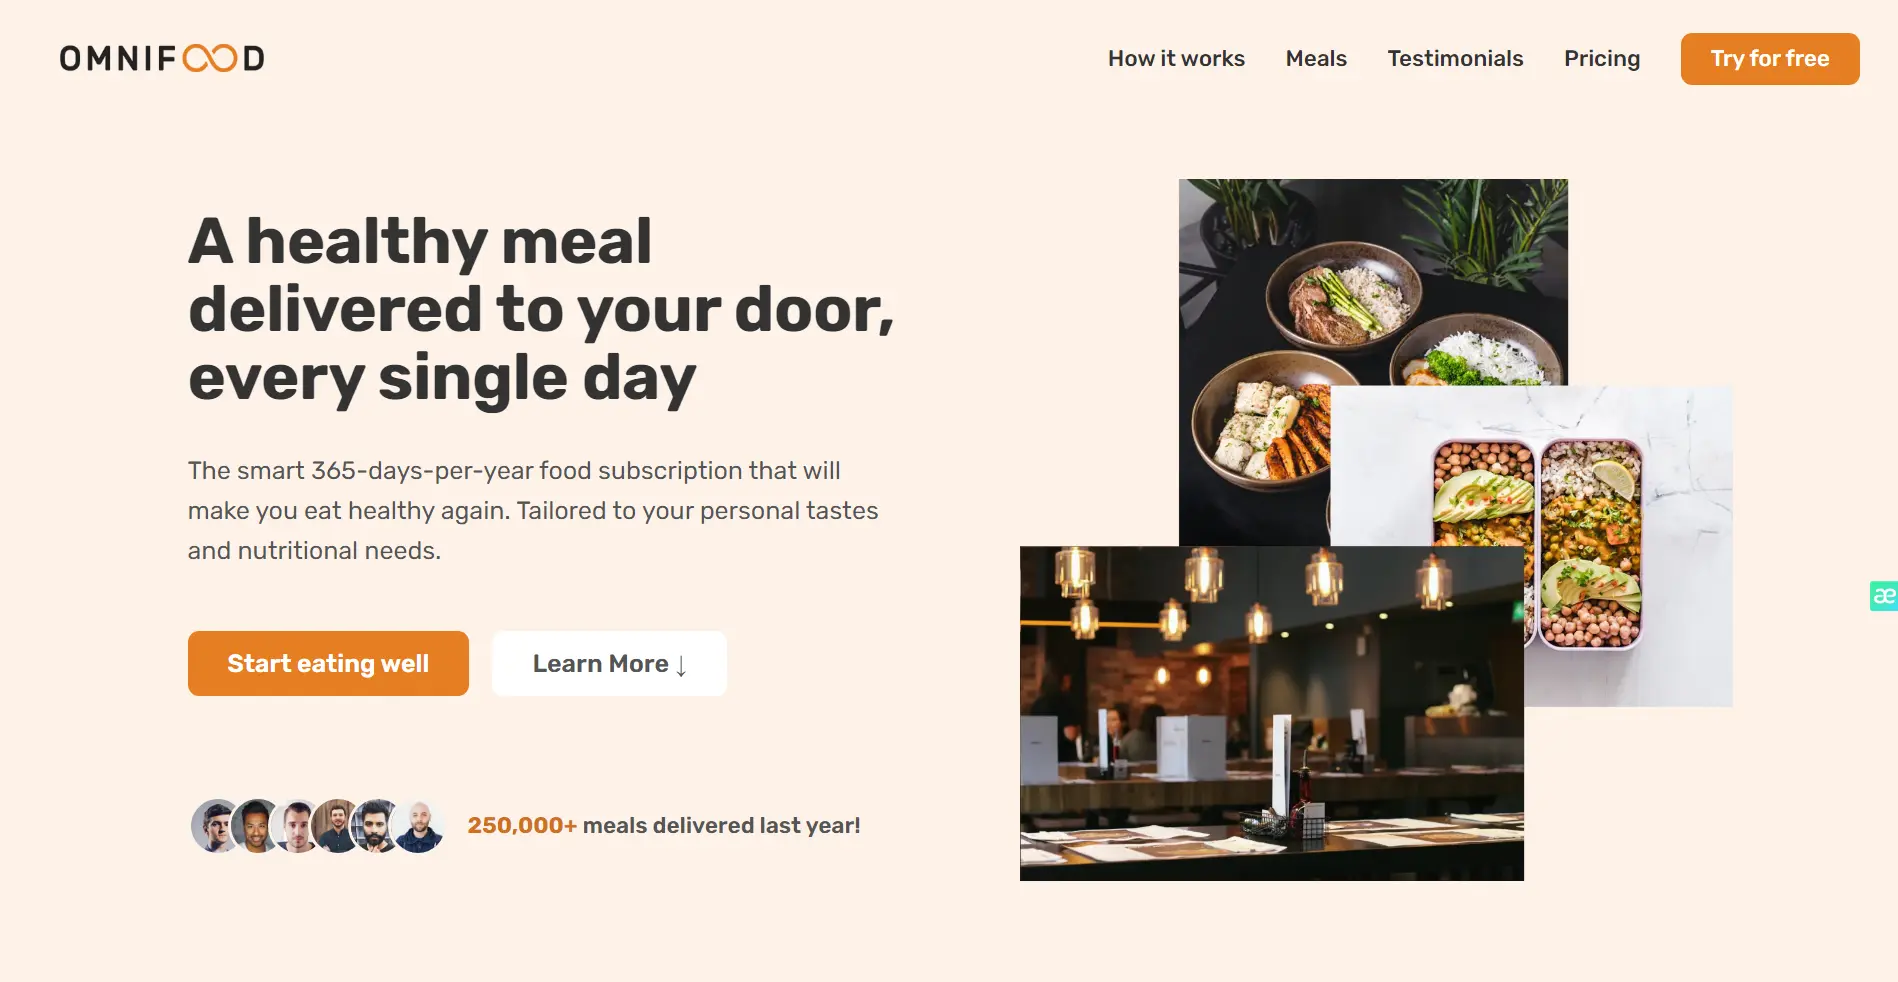 OMNIFOOD
How it works
Meals
Testimonials
Pricing
Try for free
A healthy meal
delivered to your door,
every single day
The smart 365-days-per-year food subscription that will
make you eat healthy again. Tailored to your personal tastes
and nutritional needs.
Start eating well
Learn More ↓
250,000+ meals delivered last year!
æ